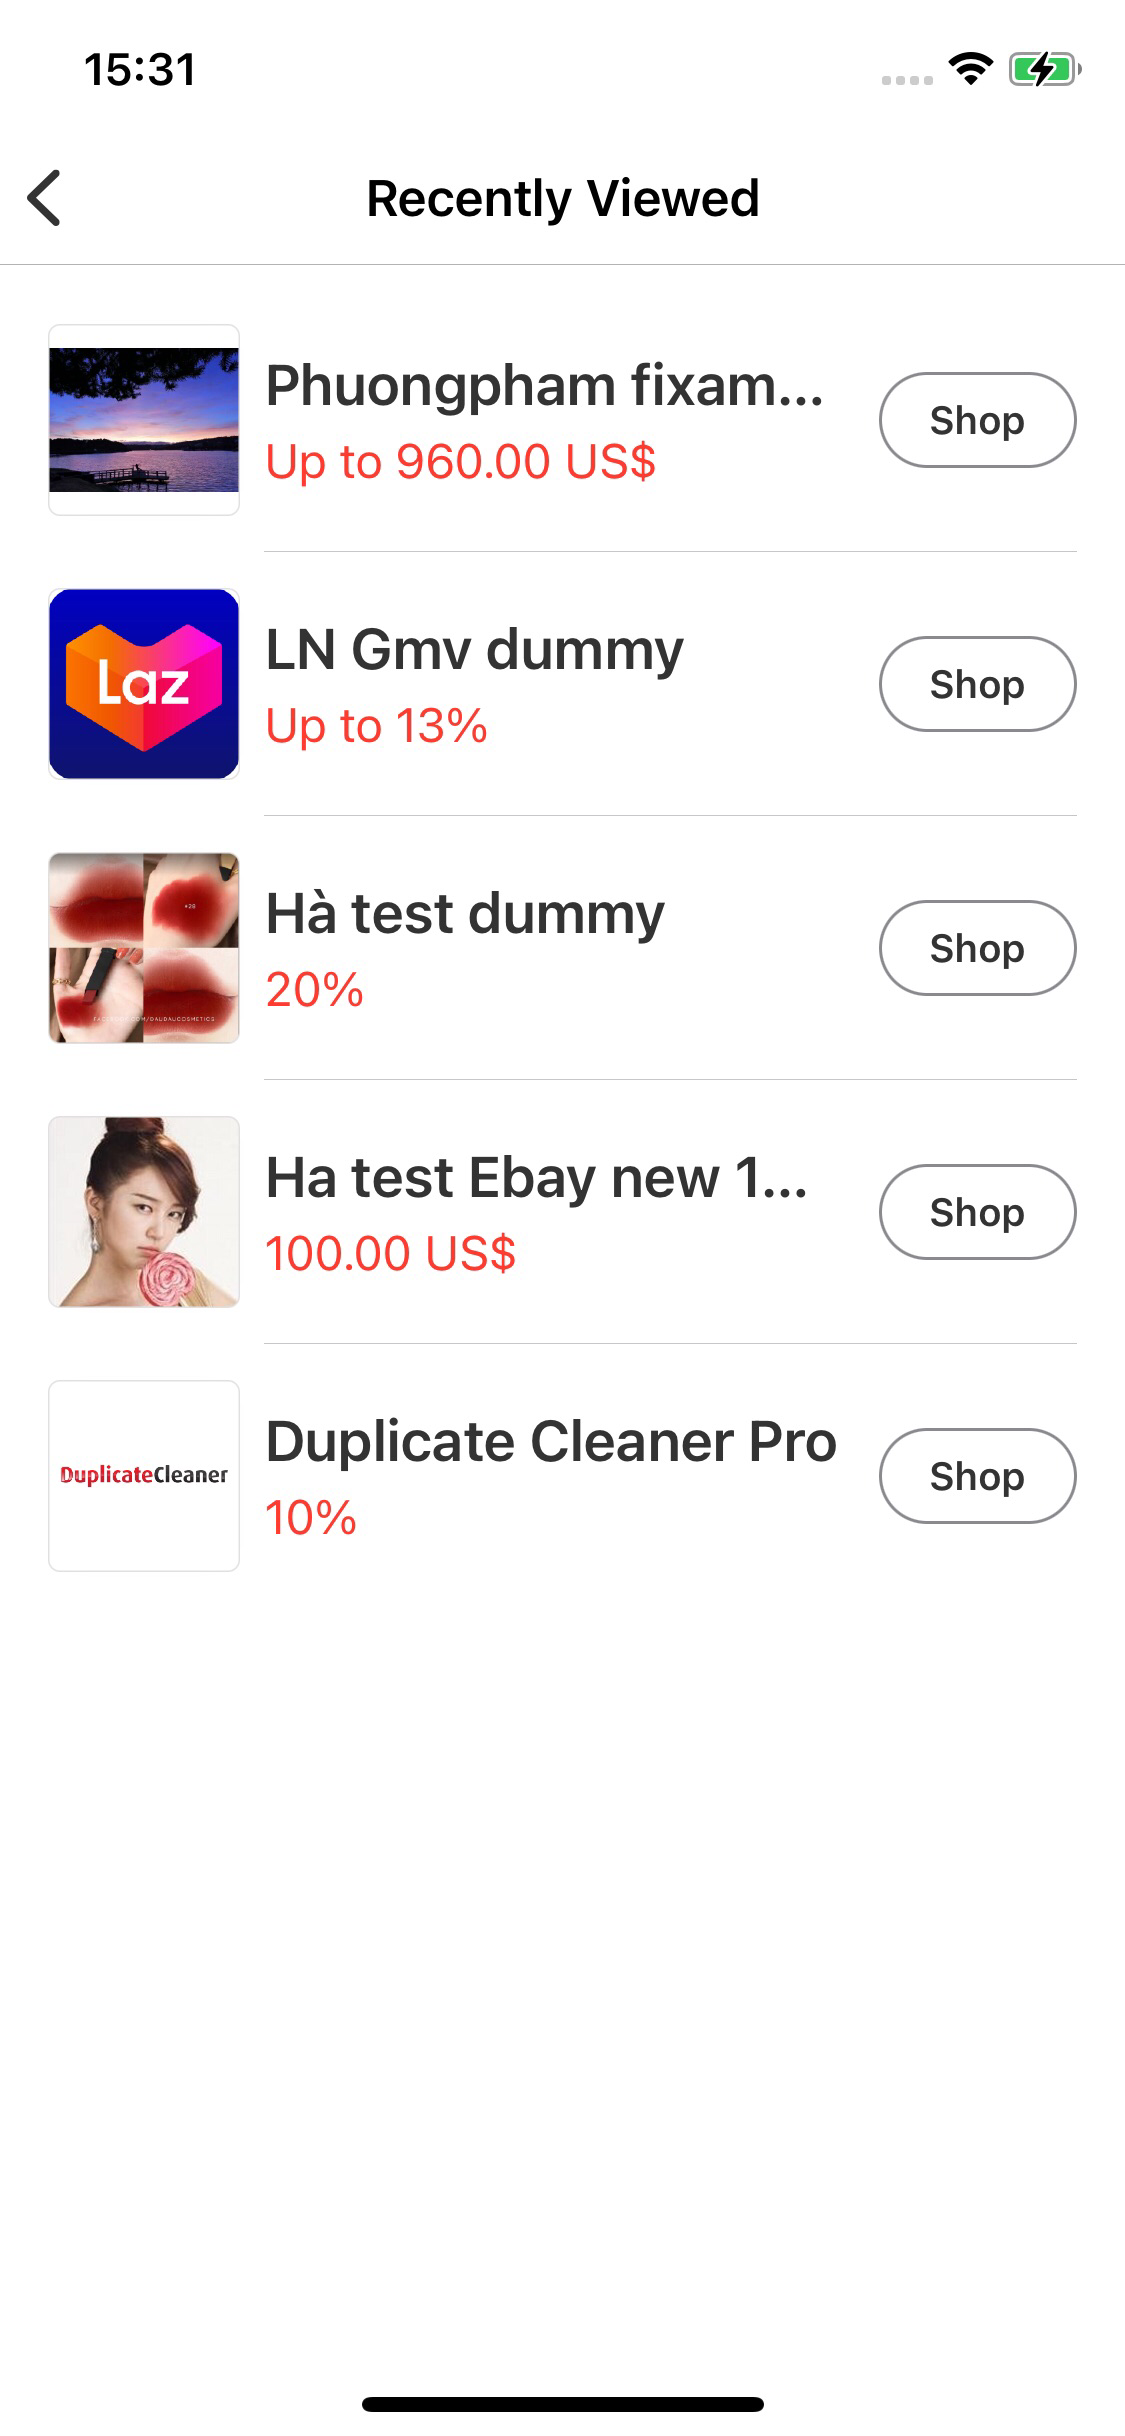 15:31
Recently Viewed
Phuongpham fixam...
Up to 960.00 US$
Shop
Laz
LN Gmv dummy
Up to 13%
Shop
Hà test dummy
20%
Shop
Ha test Ebay new 1...
100.00 US$
Shop
DuplicateCleaner
Duplicate Cleaner Pro
10%
Shop